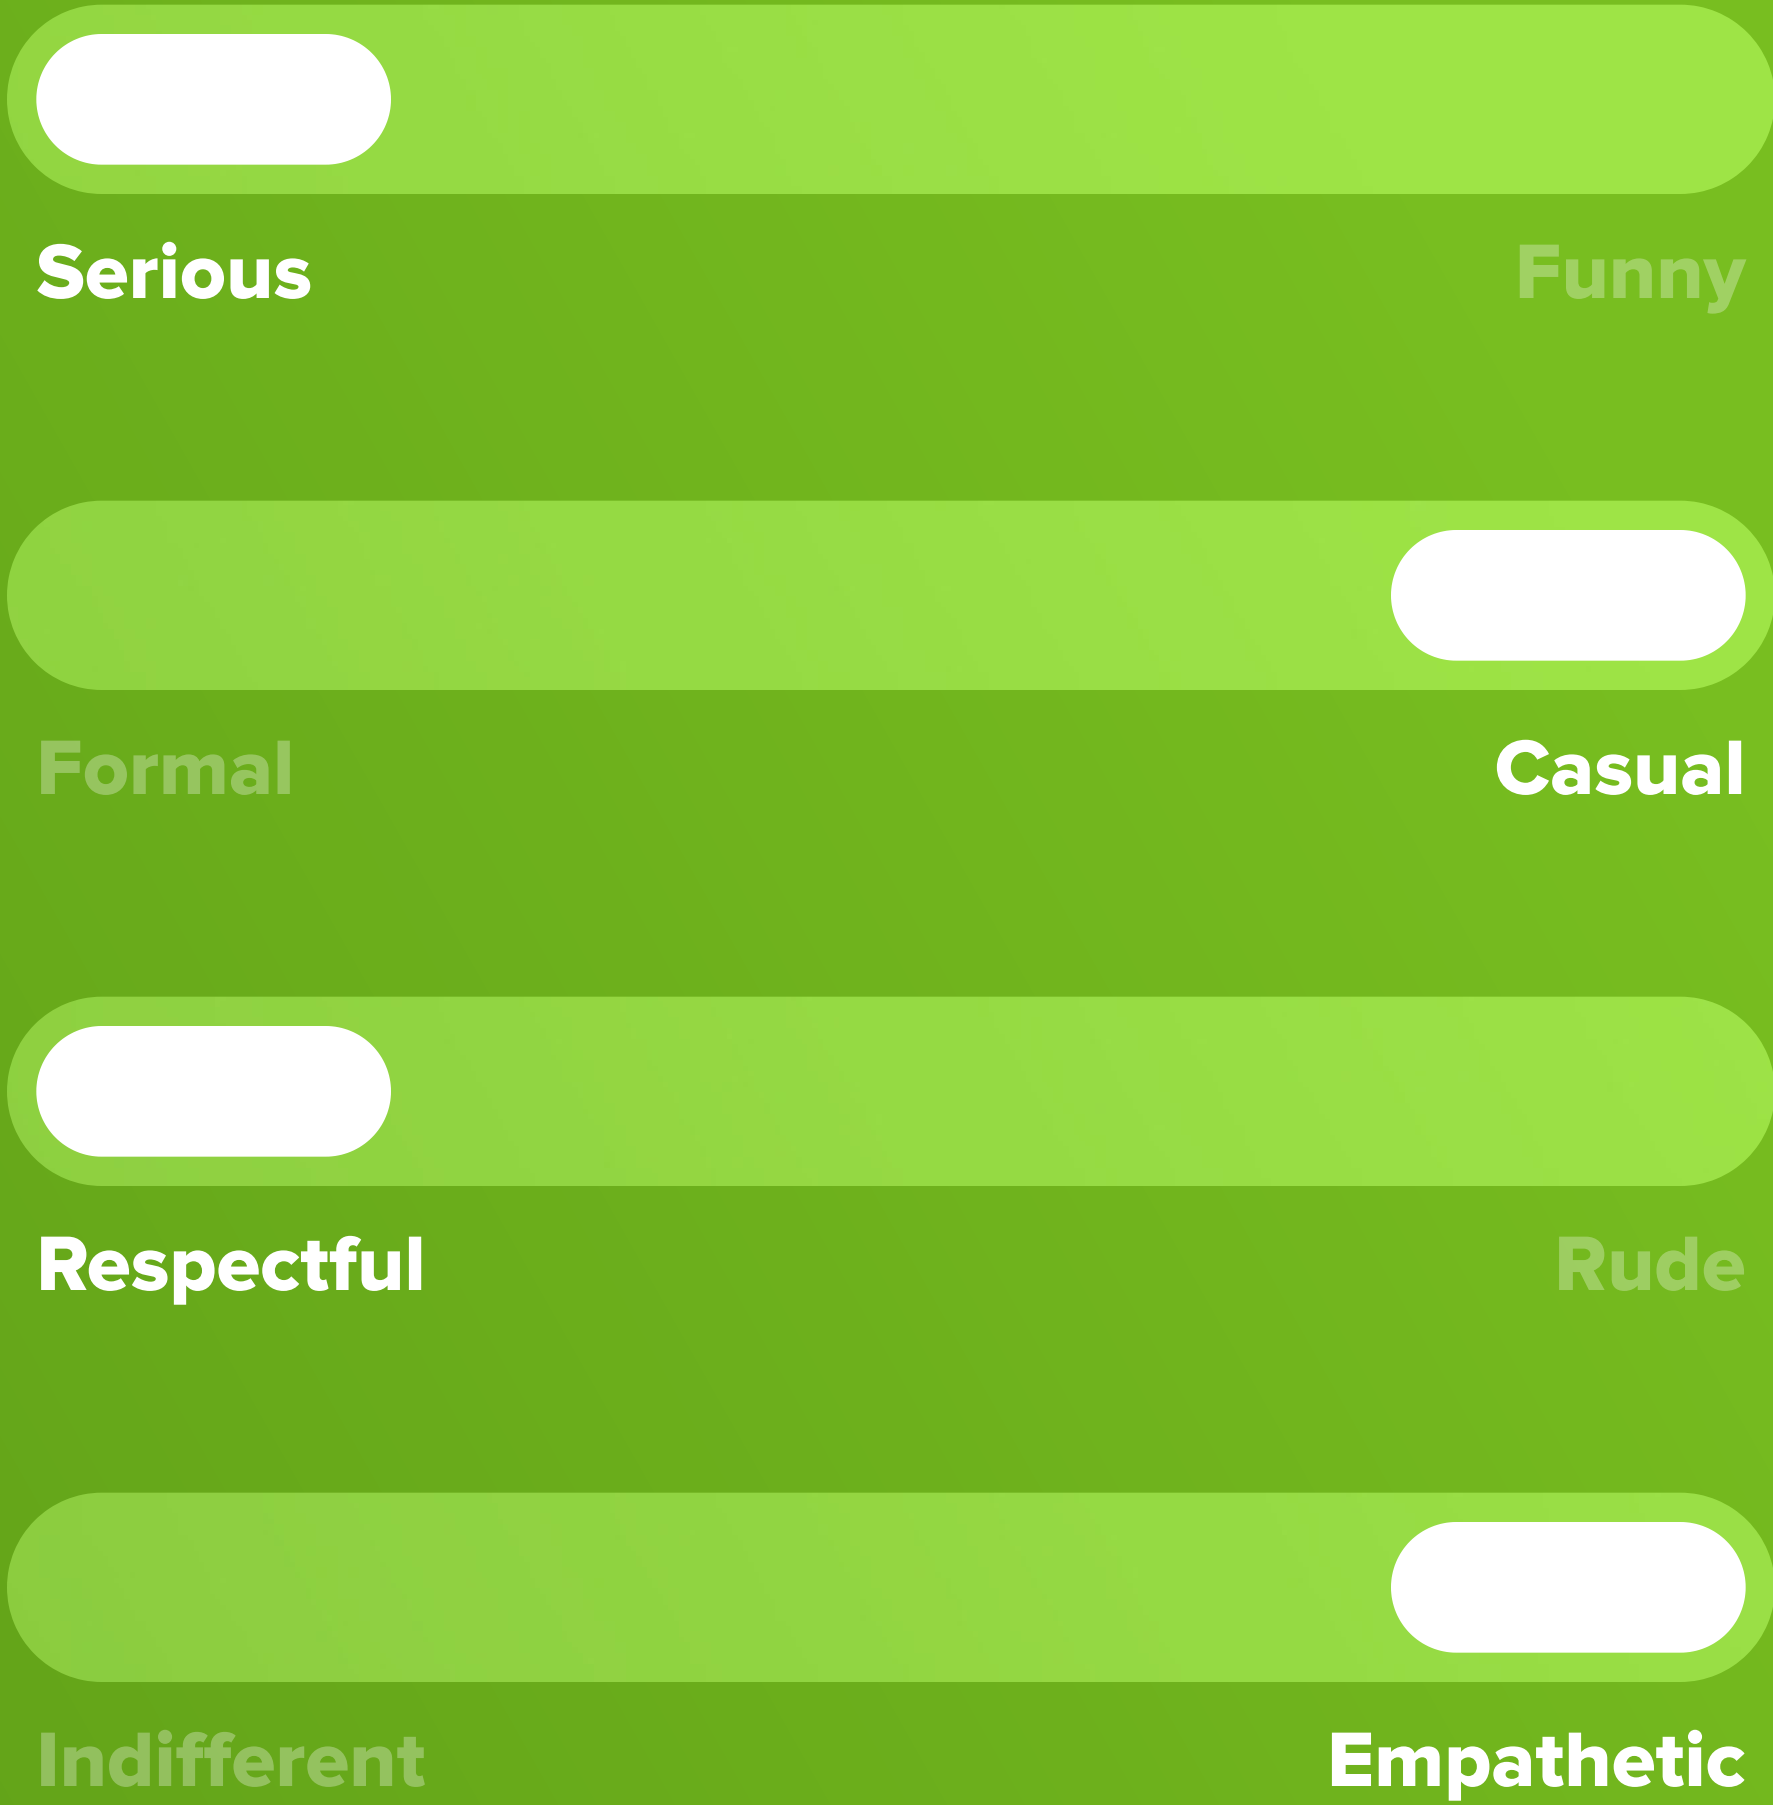 Serious
Funny
Formal
Casual
Respectful
Rude
Indifferent
Empathetic